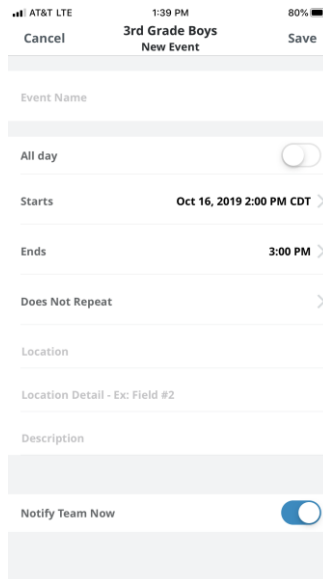 AT&T LTE 1:39 PM 80%
Cancel 3rd Grade Boys Save
New Event
Event Name
All day
Starts Oct 16, 2019 2:00 PM CDT
Ends 3:00 PM
Does Not Repeat
Location
Location Detail - Ex: Field #2
Description
Notify Team Now